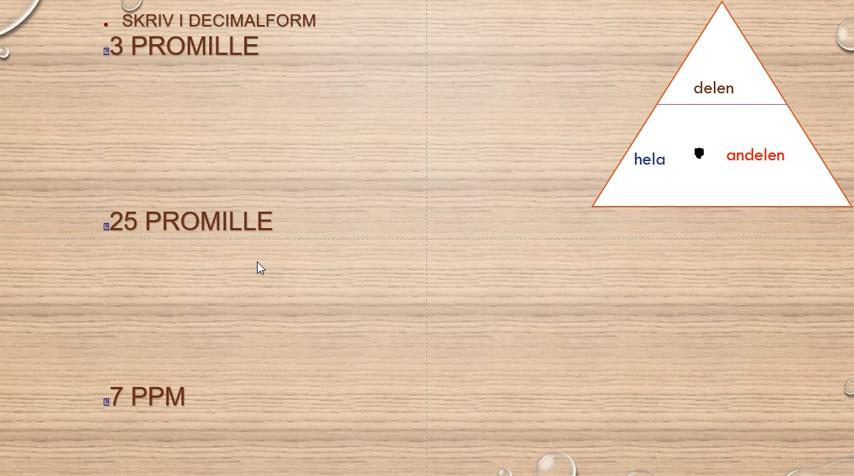 • SKRIV I DECIMALFORM
3 PROMILLE
25 PROMILLE
7 PPM
delen
hela
andelen